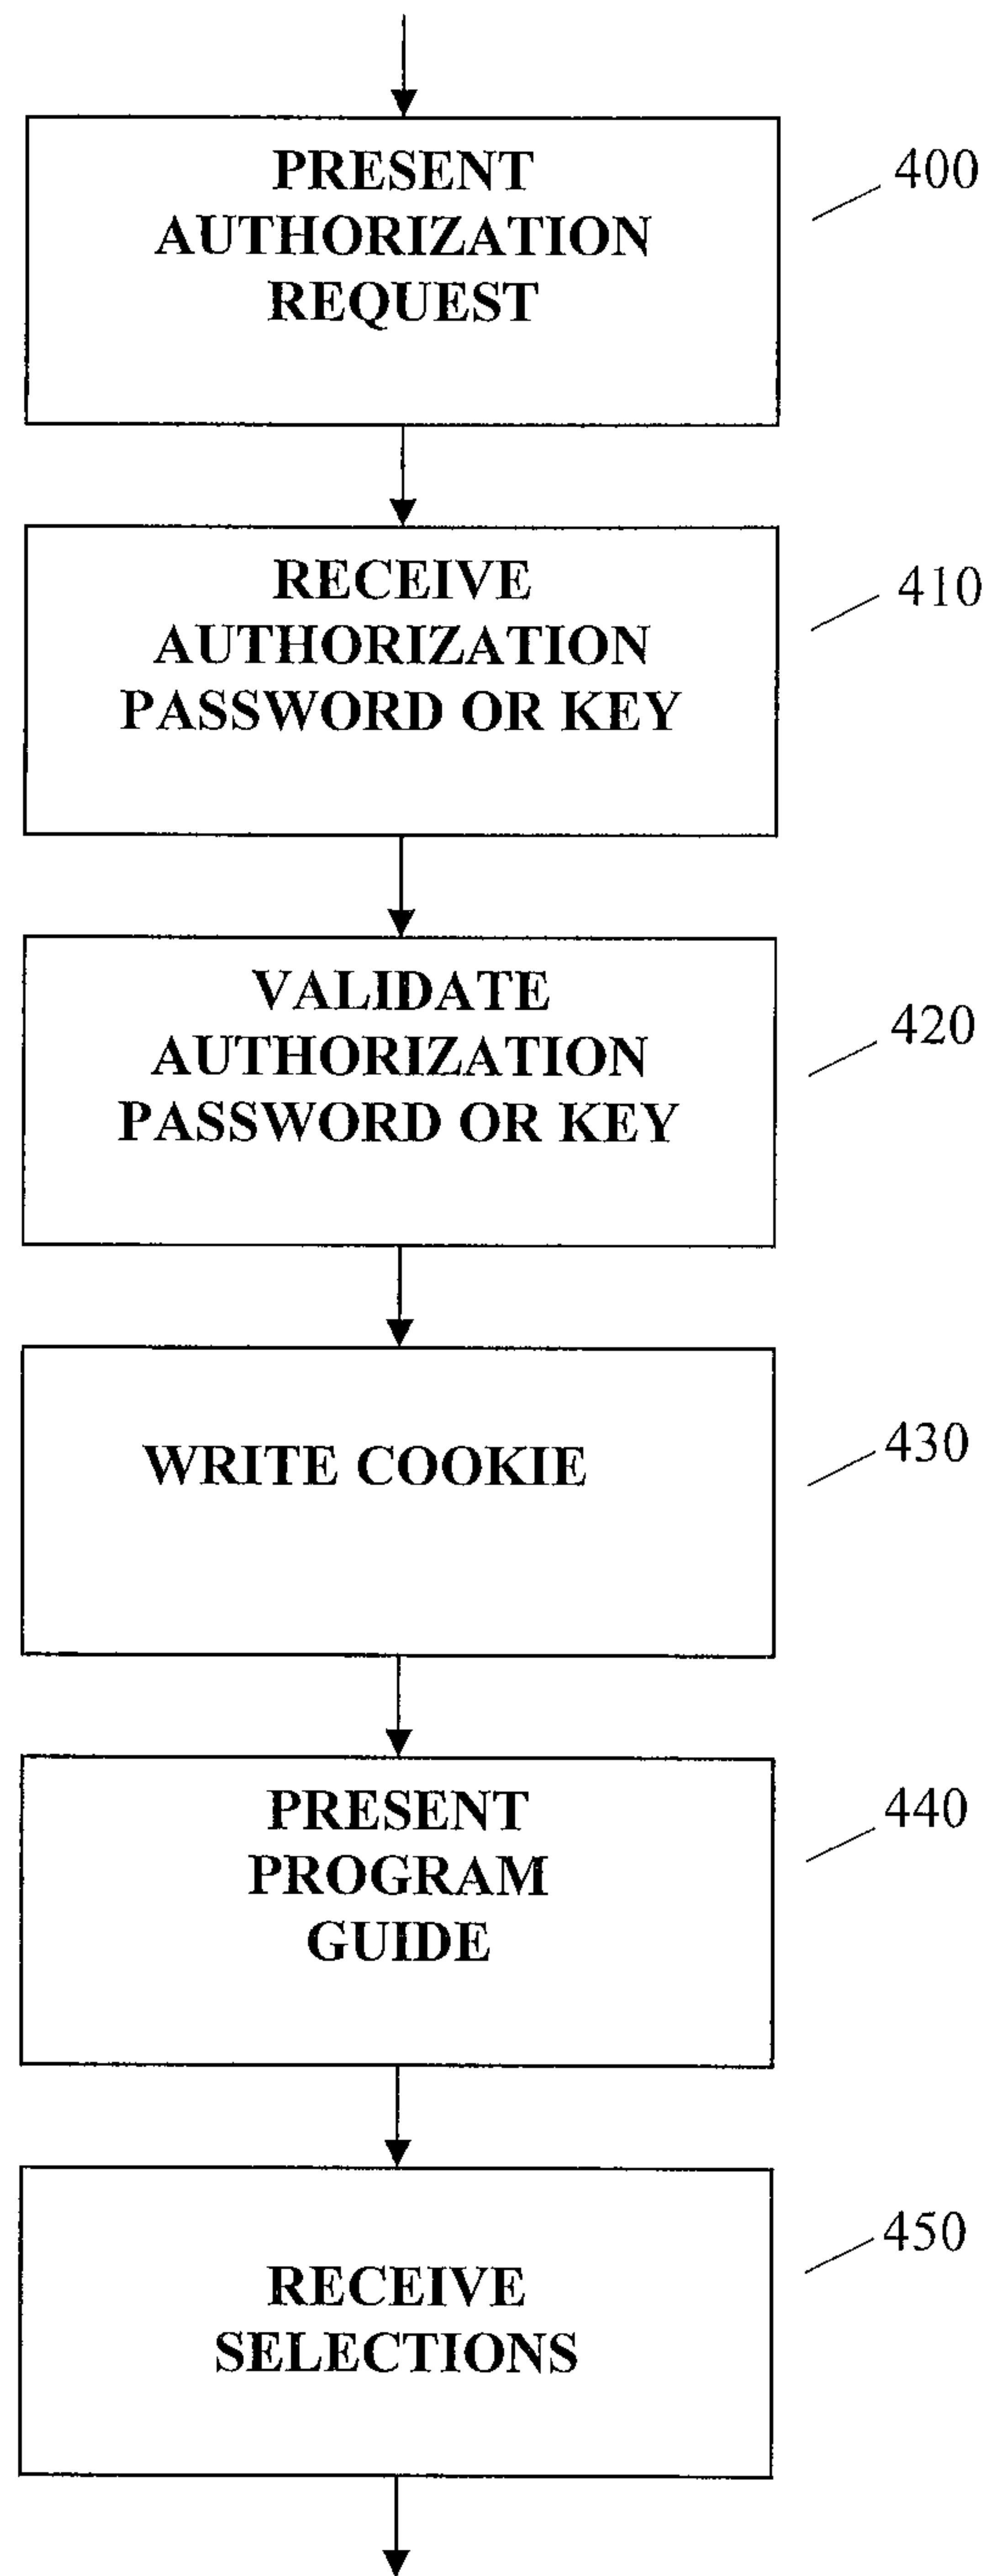 PRESENT
AUTHORIZATION
REQUEST
400
RECEIVE
AUTHORIZATION
PASSWORD OR KEY
410
VALIDATE
AUTHORIZATION
PASSWORD OR KEY
420
WRITE COOKIE
430
PRESENT
PROGRAM
GUIDE
440
RECEIVE
SELECTIONS
450